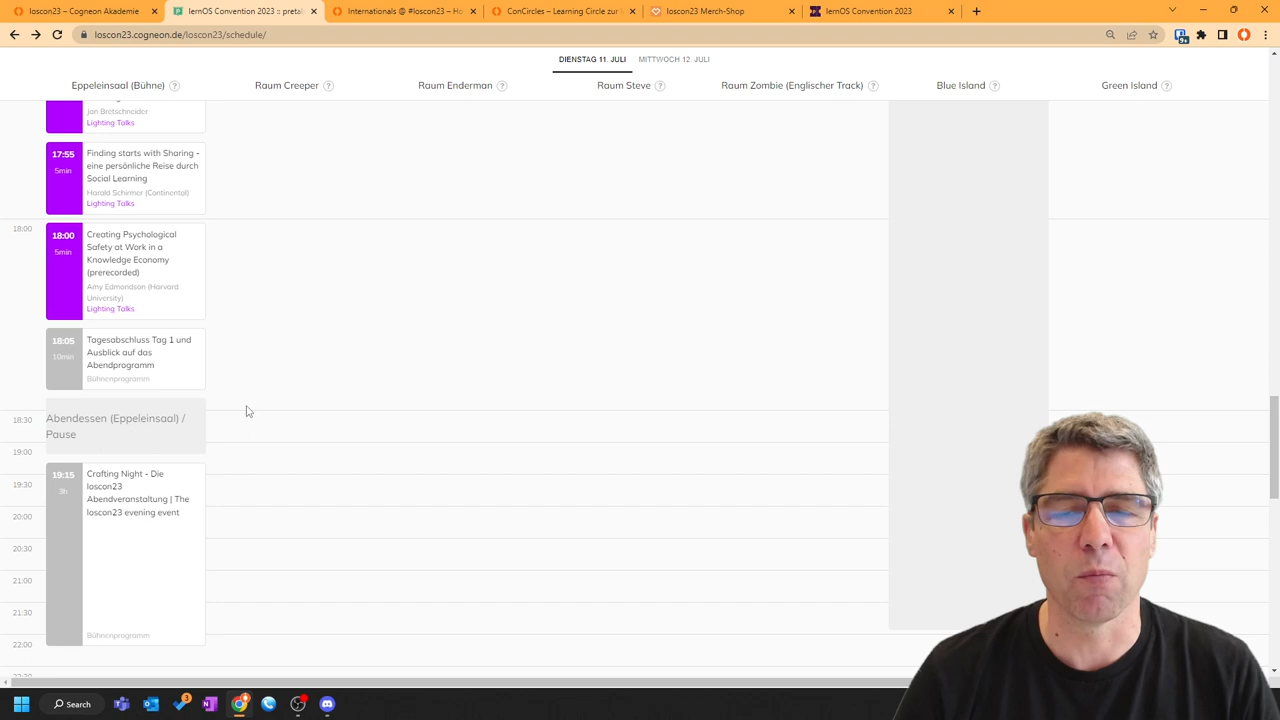 loscon23 – Cogneon Akademie
lernOS Convention 2023 :: pretal
Internationals @ #loscon23 – Ho
ConCircles – Learning Circle zur
loscon23 Merch-Shop
lernOS Convention 2023
loscon23.cogneon.de/loscon23/schedule/
9+
DIENSTAG 11. JULI
MITTWOCH 12. JULI
Eppeleinsaal (Bühne) ?
Raum Creeper ?
Raum Enderman ?
Raum Steve ?
Raum Zombie (Englischer Track) ?
Blue Island ?
Green Island ?
Jan Bretschneider
Lighting Talks
17:55
5min
Finding starts with Sharing -
eine persönliche Reise durch
Social Learning
Harald Schirmer (Continental)
Lighting Talks
18:00
18:00
5min
Creating Psychological
Safety at Work in a
Knowledge Economy
(prerecorded)
Amy Edmondson (Harvard
University)
Lighting Talks
18:05
10min
Tagesabschluss Tag 1 und
Ausblick auf das
Abendprogramm
Bühnenprogramm
18:30
Abendessen (Eppeleinsaal) /
Pause
19:00
19:15
3h
Crafting Night - Die
loscon23
Abendveranstaltung | The
loscon23 evening event
Bühnenprogramm
19:30
20:00
20:30
21:00
21:30
22:00
Search
3